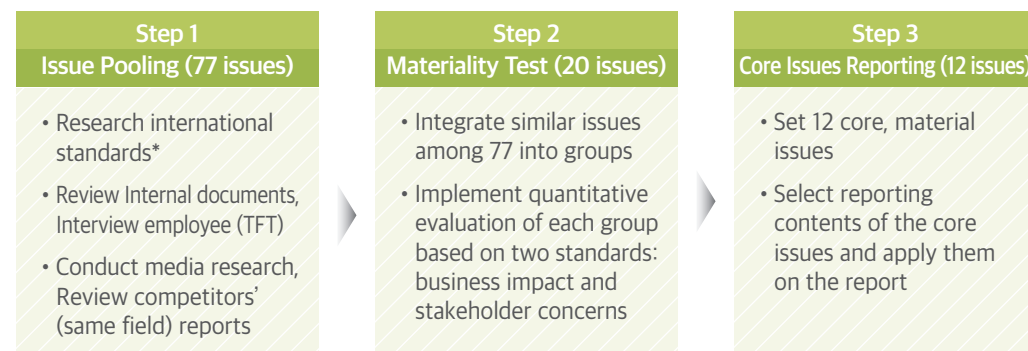 Step 1
Issue Pooling (77 issues)
• Research international
standards*
• Review Internal documents,
Interview employee (TFT)
• Conduct media research,
Review competitors'
(same field) reports
Step 2
Materiality Test (20 issues)
• Integrate similar issues
among 77 into groups
• Implement quantitative
evaluation of each group
based on two standards:
business impact and
stakeholder concerns
Step 3
Core Issues Reporting (12 issues)
• Set 12 core, material
issues
• Select reporting
contents of the core
issues and apply them
on the report